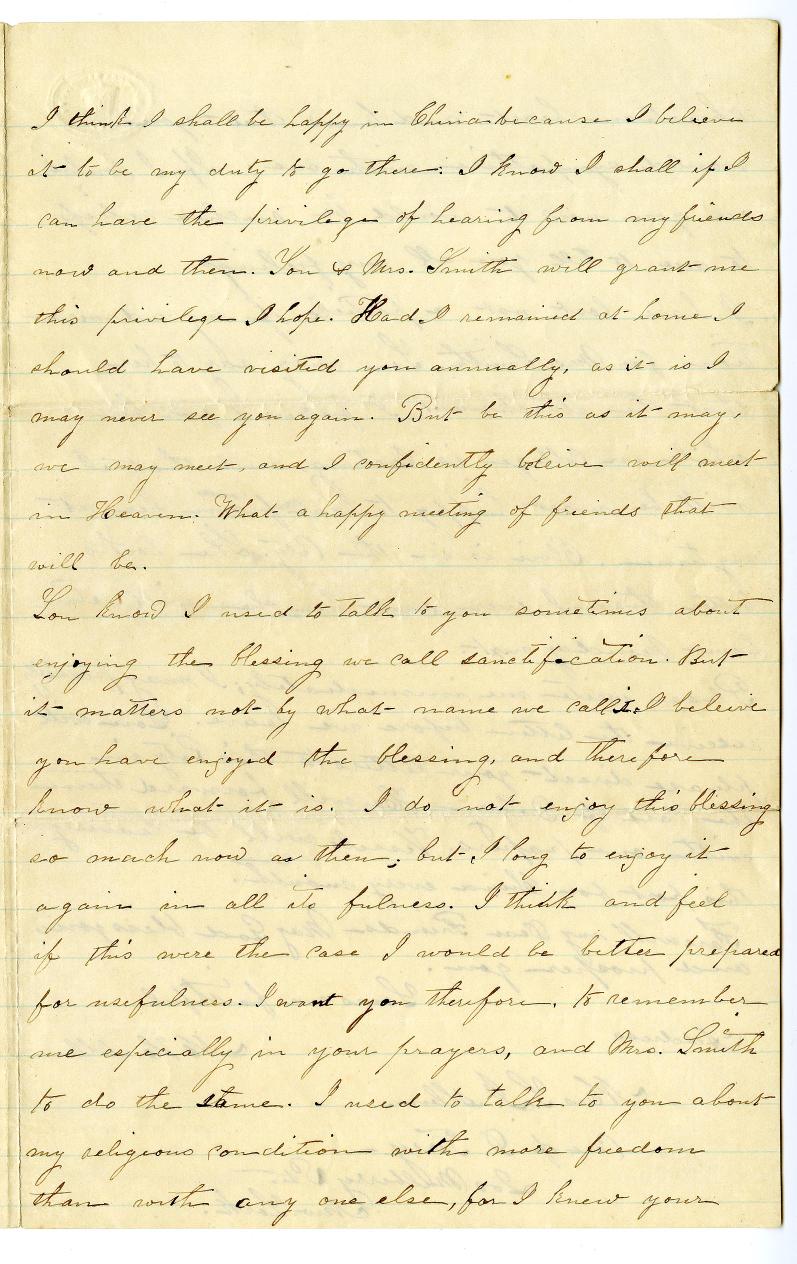 I think I shall be happy in China because I believe
it to be my duty to go there: I know I shall if I
can have the privilege of hearing from my friends
now and then. You & Mrs. Smith will grant me
this privilege I hope. Had I remained at home I
should have visited you annually, as it is I
may never see you again. But be this as it may,
we may meet, and I confidently beleive will meet
in Heaven. What a happy meeting of friends that
will be.
You know I used to talk to you sometimes about
enjoying the blessing we call sanctification. But
it matters not by what name we call it. I beleive
you have enjoyed the blessing, and therefore
know what it is. I do not enjoy this blessing
so much now as then; but I long to enjoy it
again in all its fulness. I think and feel
if this were the case I would be better prepared
for usefulness. I want you therefore, to remember
me especially in your prayers, and Mrs. Smith
to do the same. I used to talk to you about
my religious condition with more freedom
than with any one else, for I knew your